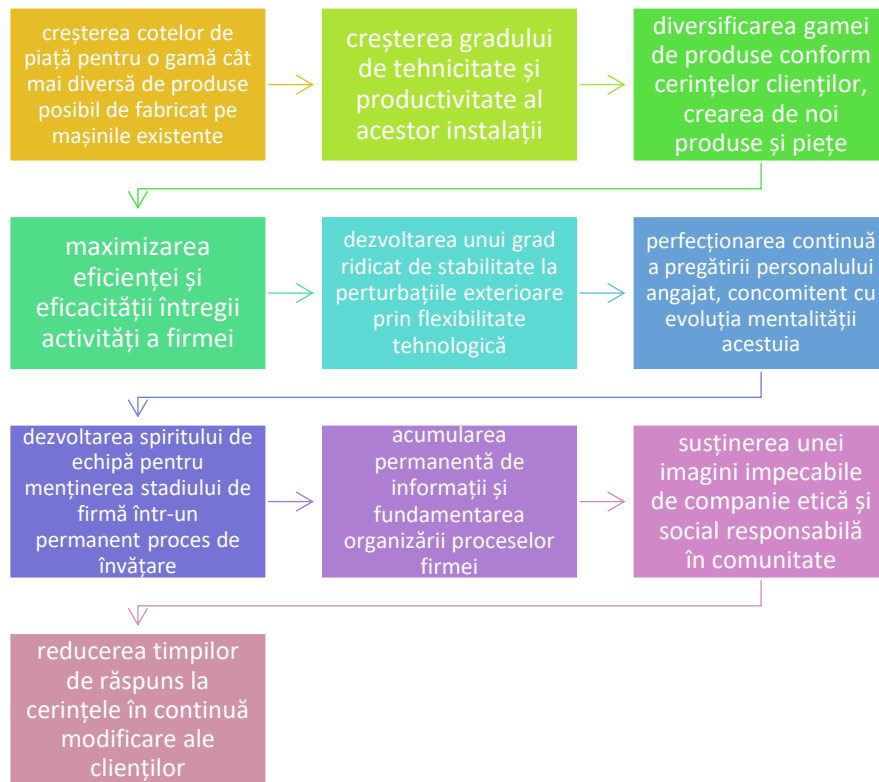 creșterea cotelor de
piață pentru o gamă cât
mai diversă de produse
posibil de fabricat pe
mașinile existente
creșterea gradului
de tehnicitate și
productivitate al
acestor instalații
diversificarea gamei
de produse conform
cerințelor clienților,
crearea de noi
produse și piețe
maximizarea
eficienței și
eficacității întregii
activități a firmei
dezvoltarea unui grad
ridicat de stabilitate la
perturbațiile exterioare
prin flexibilitate
tehnologică
perfecționarea continuă
a pregătirii personalului
angajat, concomitent cu
evoluția mentalității
acestuia
dezvoltarea spiritului de
echipă pentru
menținerea stadiului de
firmă într-un
permanent proces de
învățare
acumularea
permanentă de
informații și
fundamentarea
organizării proceselor
firmei
susținerea unei
imagini impecabile
de companie etică și
social responsabilă
în comunitate
reducerea timpilor
de răspuns la
cerințele în continuă
modificare ale
clienților